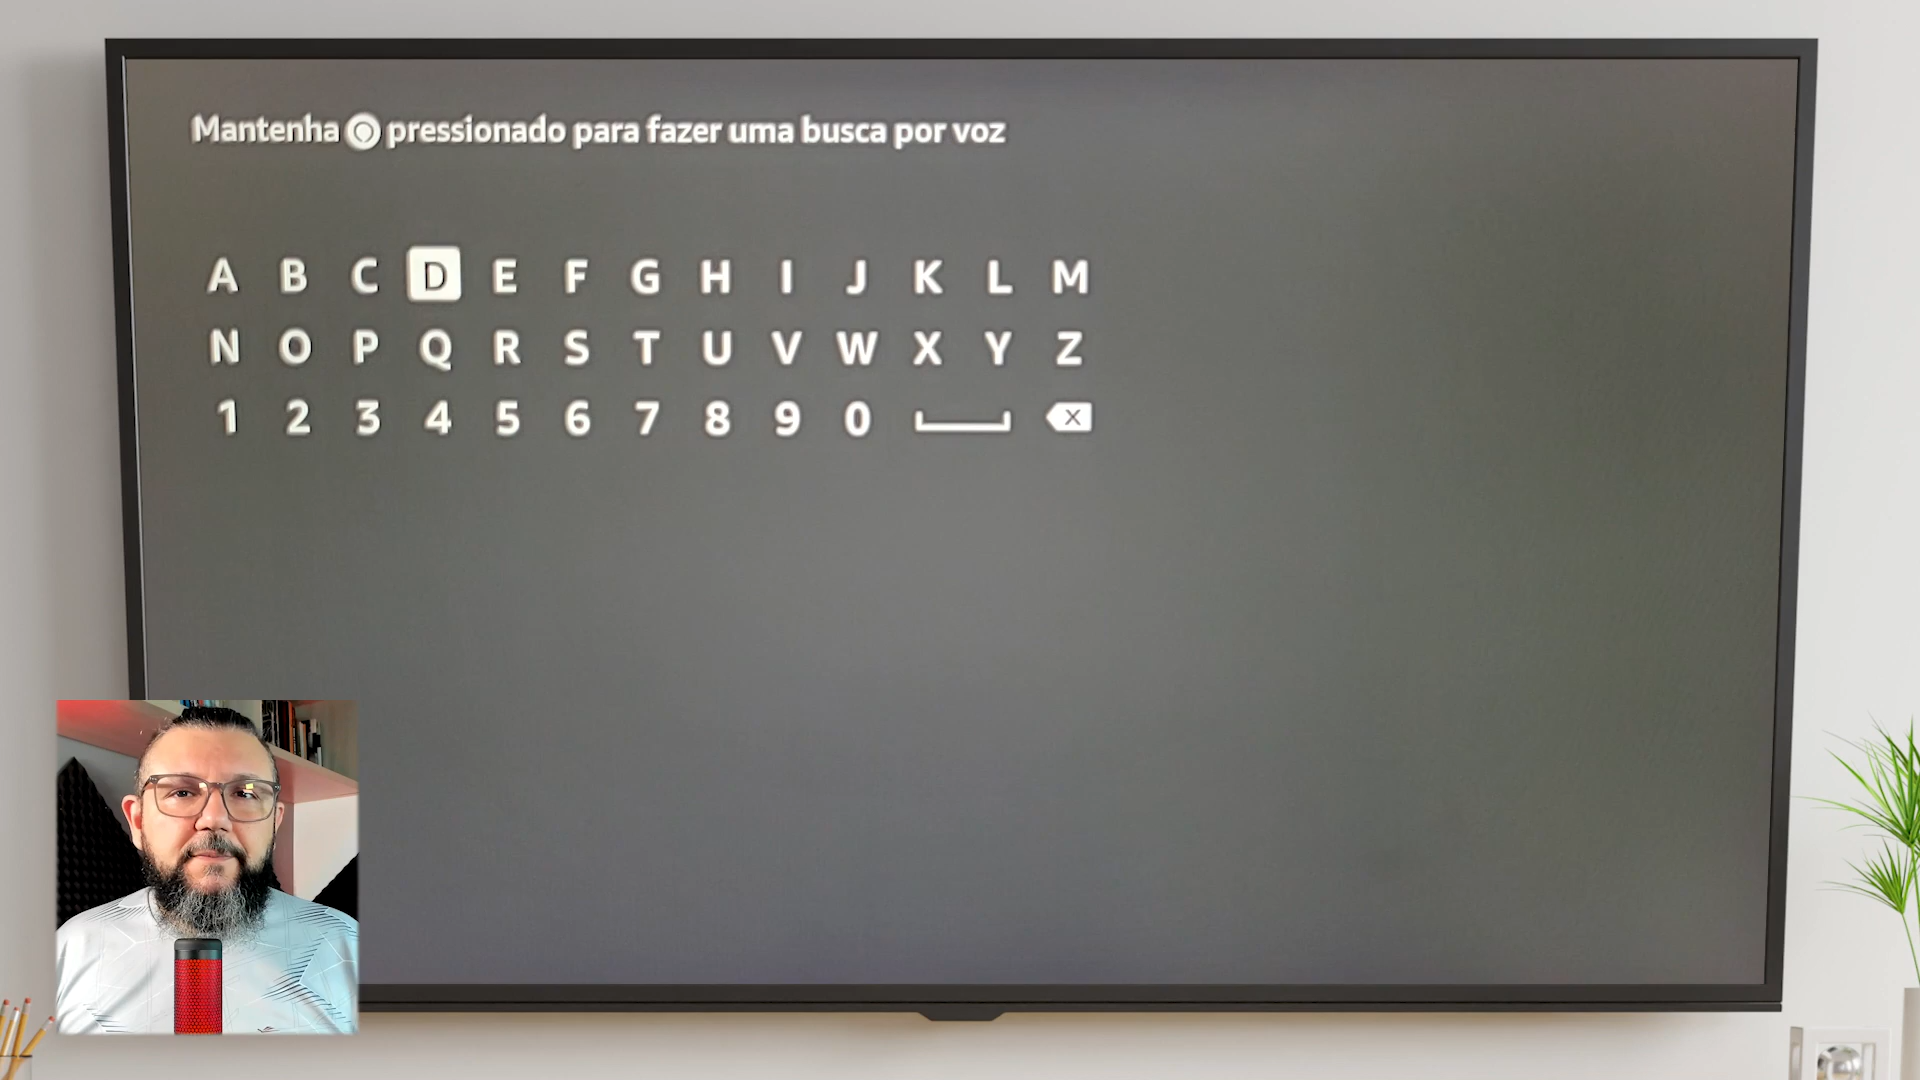 Mantenha pressionado para fazer uma busca por voz
A B C D E F G H I J K L M
N O P Q R S T U V W X Y Z
1 2 3 4 5 6 7 8 9 0